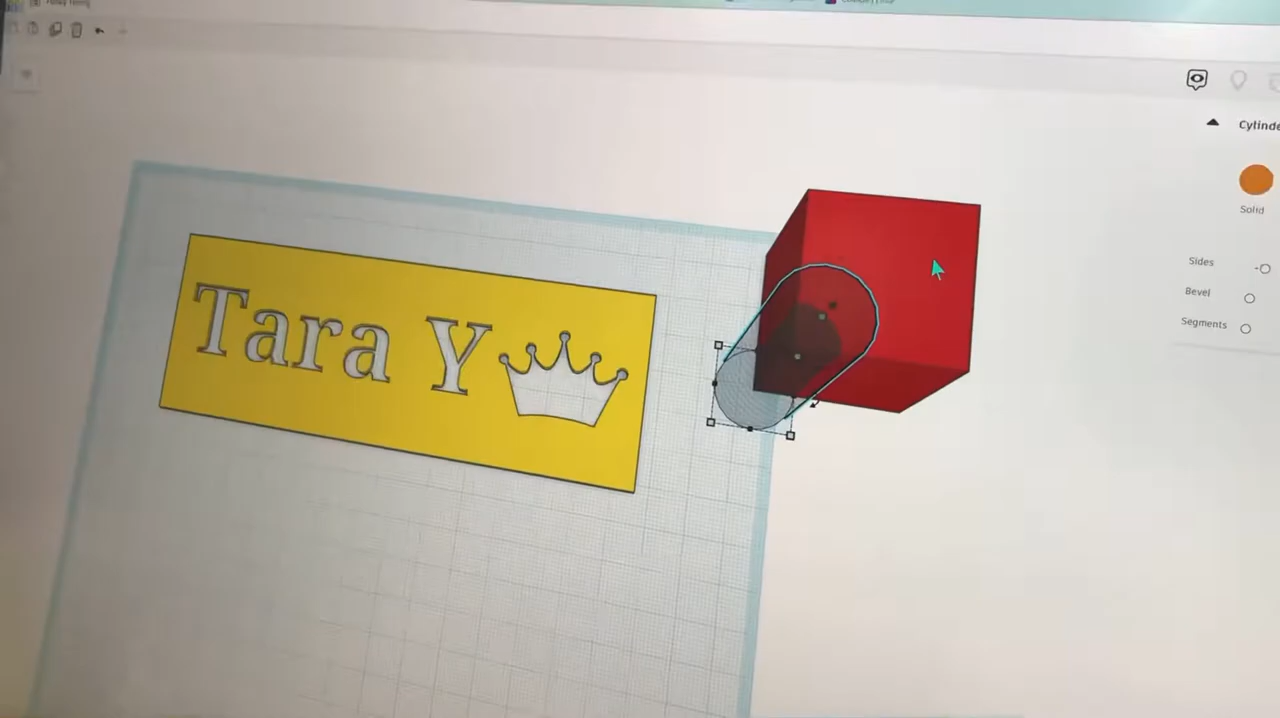 Cylinde
Solid
Sides
Bevel
Segments
Tara Y